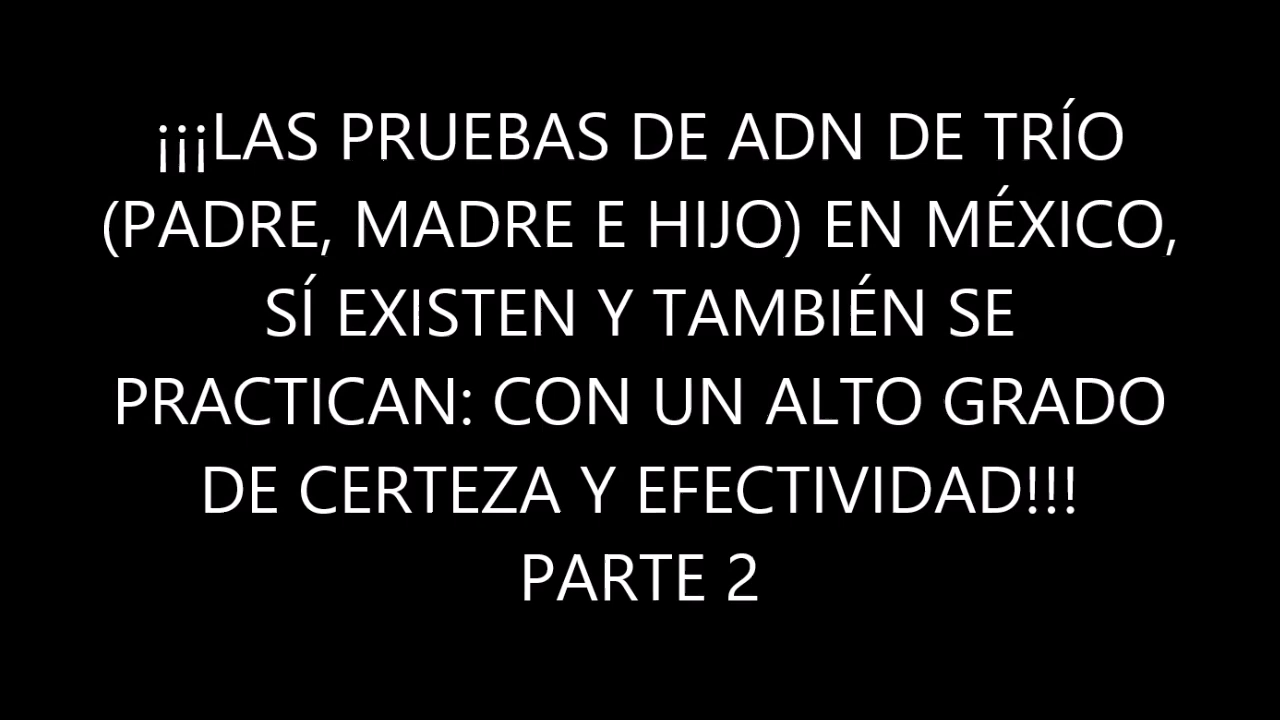 ¡¡¡LAS PRUEBAS DE ADN DE TRÍO
(PADRE, MADRE E HIJO) EN MÉXICO,
SÍ EXISTEN Y TAMBIÉN SE
PRACTICAN: CON UN ALTO GRADO
DE CERTEZA Y EFECTIVIDAD!!!
PARTE 2